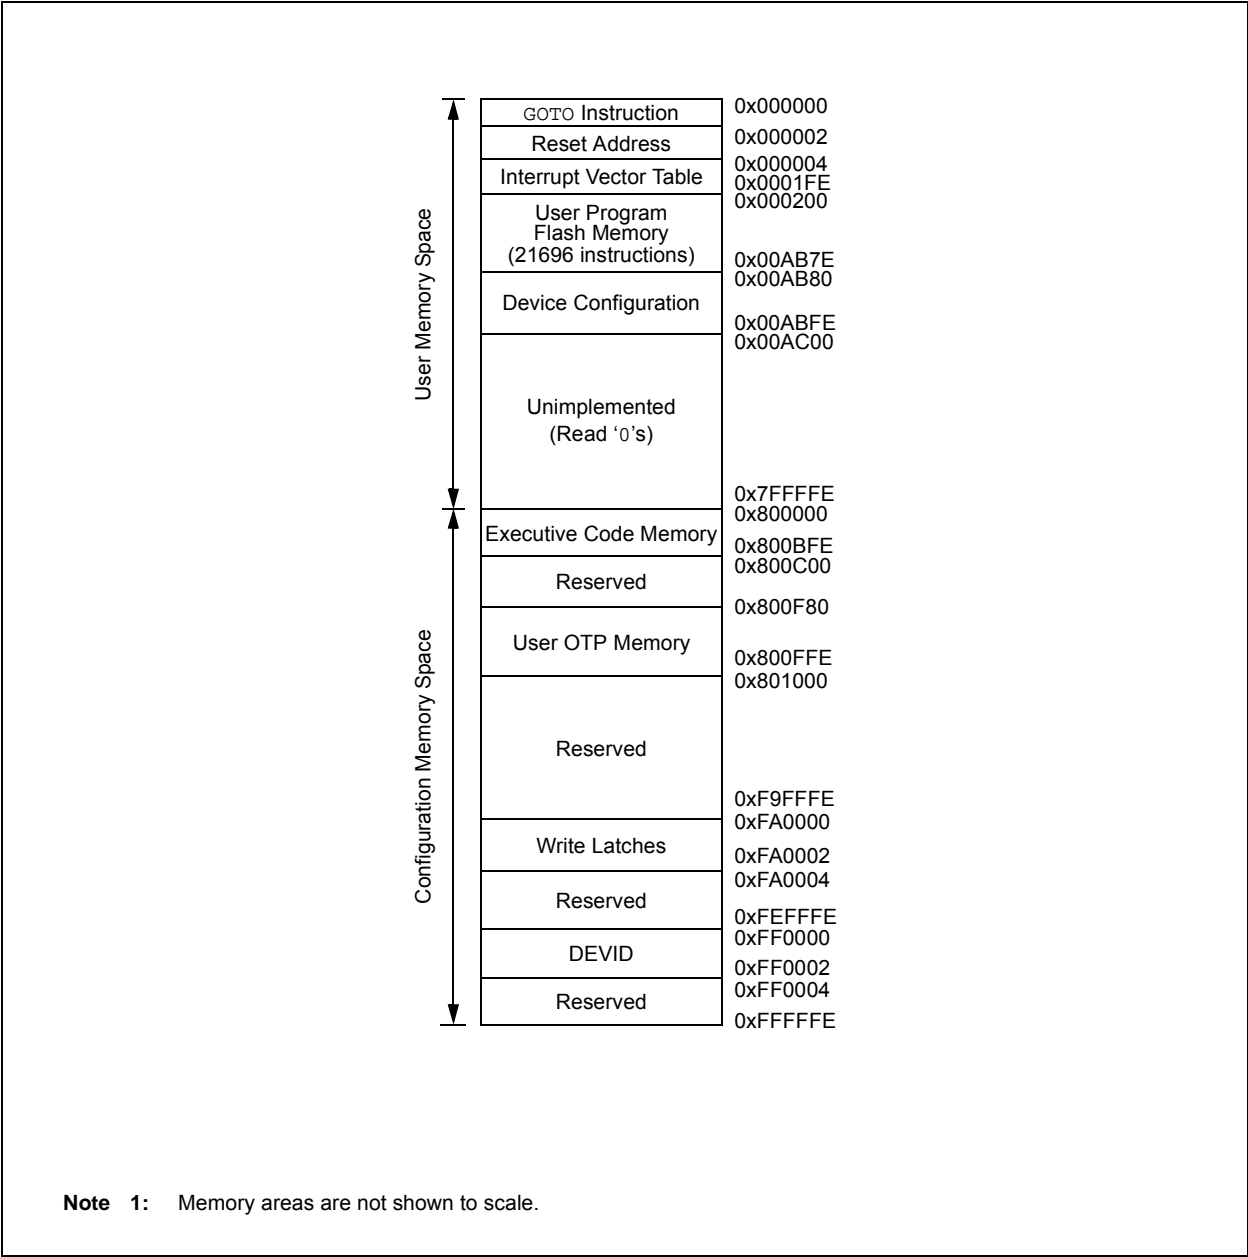 GOTO Instruction 0x000000
Reset Address 0x000002
0x000004
Interrupt Vector Table 0x0001FE
0x000200
User Program
Flash Memory
(21696 instructions) 0x00AB7E
0x00AB80
Device Configuration
0x00ABFE
0x00AC00
User Memory Space
Unimplemented
(Read ‘0’s)
0x7FFFFE
0x800000
Executive Code Memory
0x800BFE
0x800C00
Reserved
0x800F80
User OTP Memory
0x800FFE
0x801000
Configuration Memory Space
Reserved
0xF9FFFE
0xFA0000
Write Latches
0xFA0002
0xFA0004
Reserved
0xFEFFFE
0xFF0000
DEVID
0xFF0002
0xFF0004
Reserved
0xFFFFFE
Note 1: Memory areas are not shown to scale.